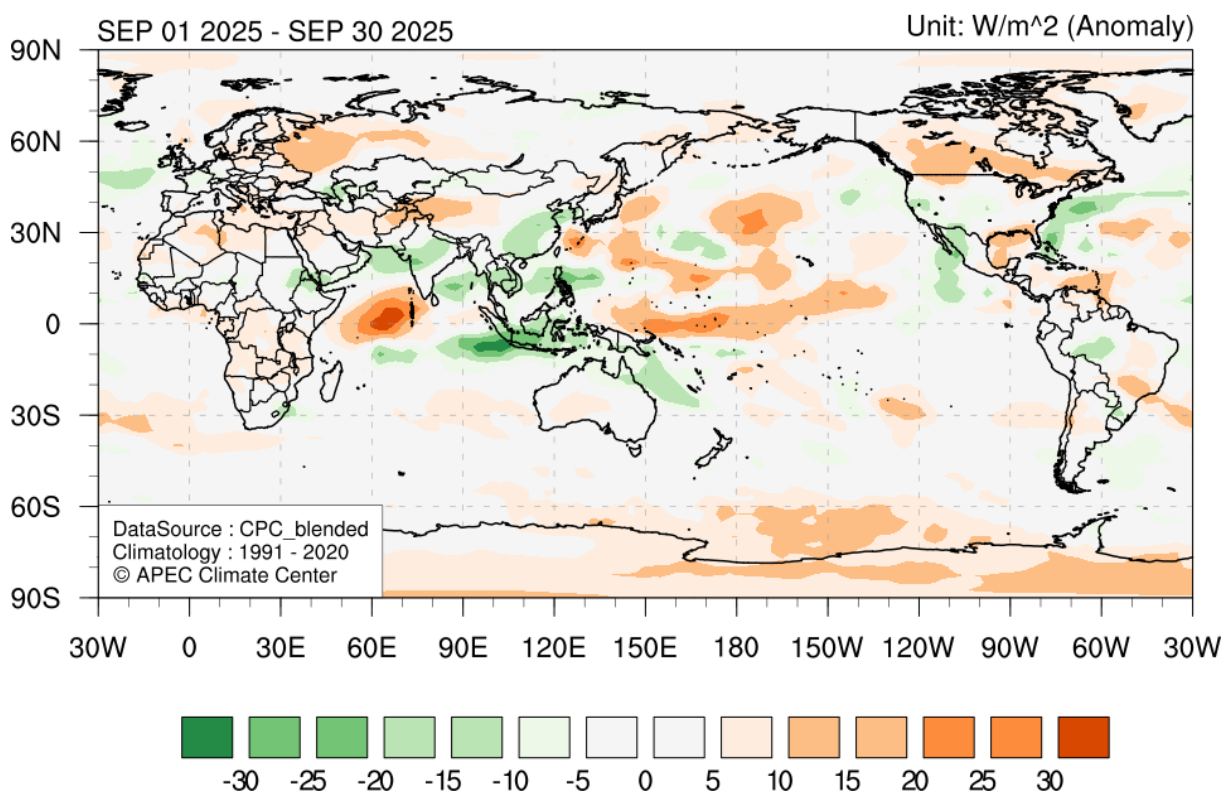 SEP 01 2025 - SEP 30 2025
Unit: W/m^2 (Anomaly)
90N
60N
30N
0
30S
60S
90S
DataSource : CPC_blended
Climatology : 1991 - 2020
© APEC Climate Center
30W 0 30E 60E 90E 120E 150E 180 150W 120W 90W 60W 30W
-30 -25 -20 -15 -10 -5 0 5 10 15 20 25 30